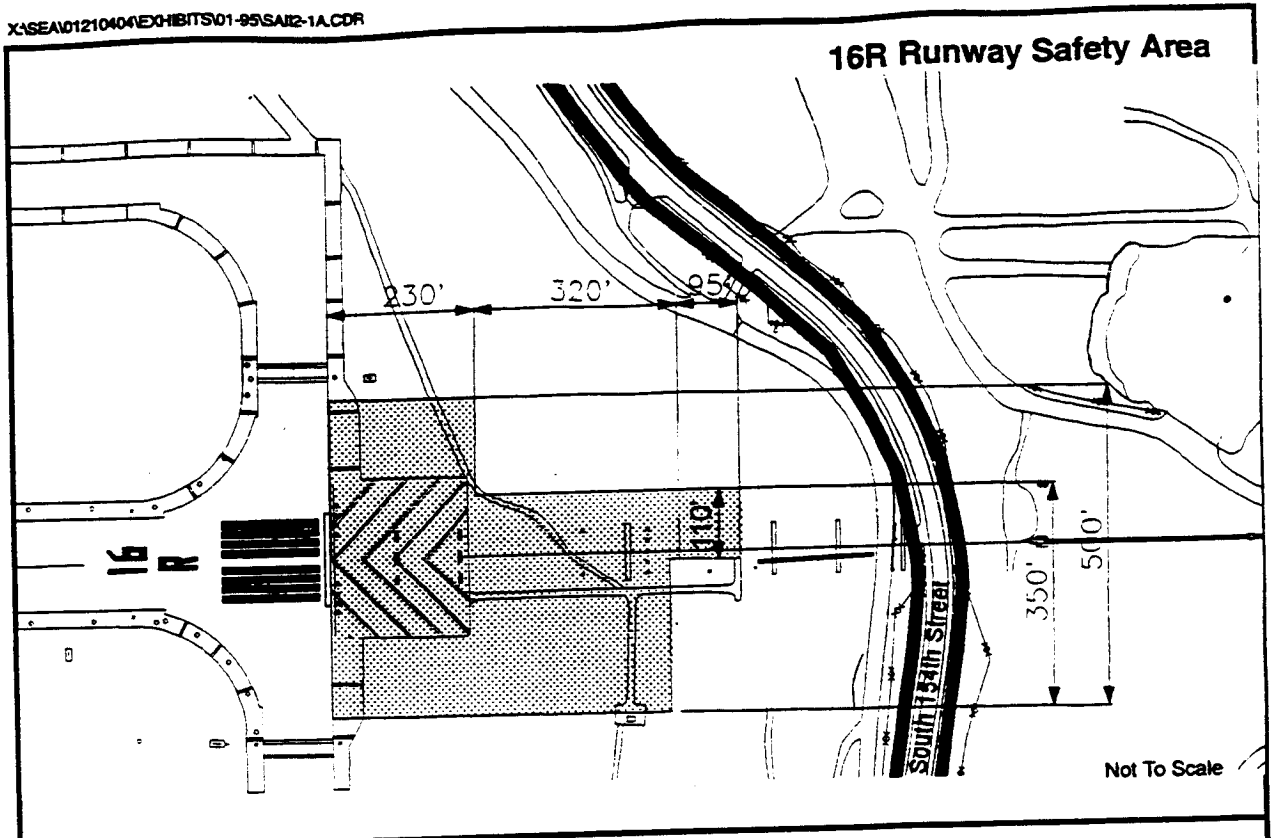 X:\SEA\01210404\EXHIBITS\01-95\SAII2-1A.CDR
16R Runway Safety Area
230'
320'
95'
110'
16
R
350'
500'
South 154th Street
Not To Scale